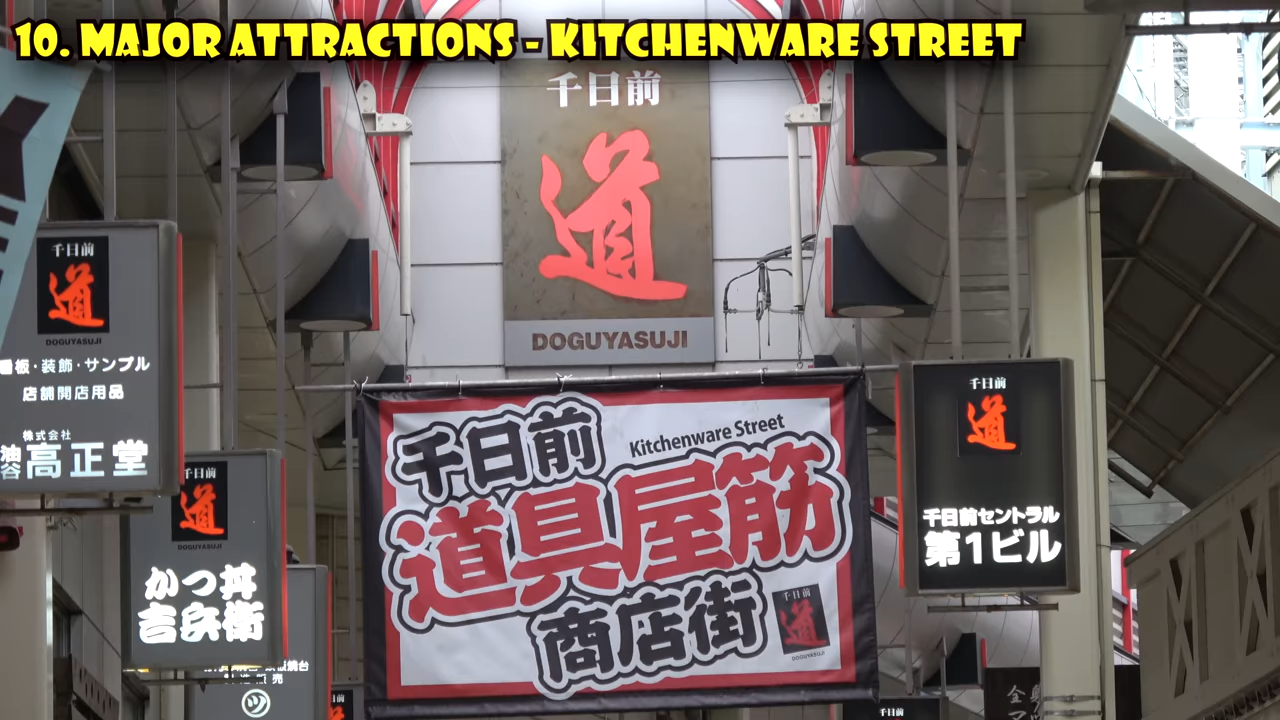 10. MAJOR ATTRACTIONS - KITCHENWARE STREET
千日前
道
DOGUYASUJI
千日前
道
DOGUYASUJI
看板・装飾・サンプル
店舗開店用品
株式会社
高正堂
千日前
道
DOGUYASUJI
かつ丼
吉兵衛
千日前
Kitchenware Street
道具屋筋
商店街
千日前
道
DOGUYASUJI
千日前
道
千日前セントラル
第1ビル
千日前